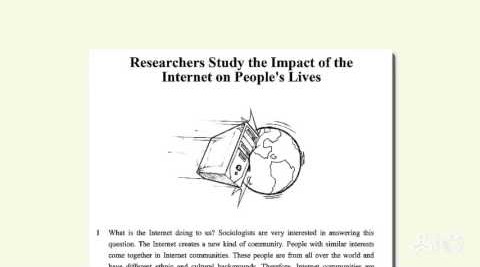 Researchers Study the Impact of the
Internet on People's Lives
1 What is the Internet doing to us? Sociologists are very interested in answering this
question. The Internet creates a new kind of community. People with similar interests
come together in Internet communities. These people are from all over the world and
have different ethnic and cultural backgrounds. Therefore, Internet communities are